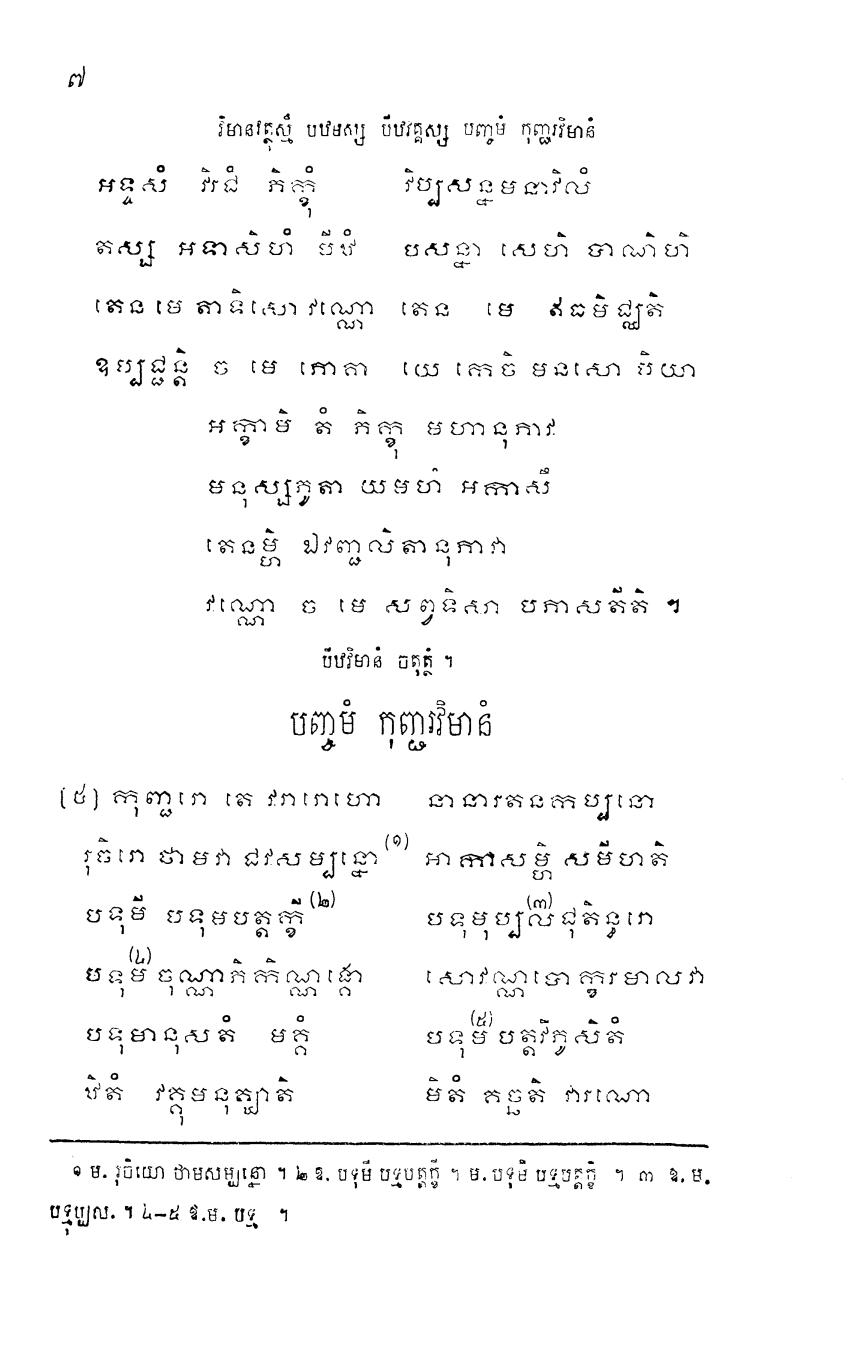 ៧
វិមានវត្ថុស្មឹ បឋមស្ស បីឋវគ្គស្ស បញ្ចមំ កុញ្ជរវិមានំ
អទ្ទសំ វិរជំ ភិក្ខុំ វិប្បសន្នមនាវិលំ
តស្ស អទាសិហំ បីឋំ បសន្នា សេហិ បាណិហិ
តេន មេ តាទិសោ វណ្ណោ តេន មេ ឥធមិជ្ឈតិ
ឧប្បជ្ជន្តិ ច មេ ភោគា យេ កេចិ មនសោ បិយា
អក្ខាមិ តំ ភិក្ខុ មហានុភាវ
មនុស្សភូតា យមហំ អកាសឹ
តេនម្ហិ ឯវញ្ជលិតានុភាវា
វណ្ណោ ច មេ សព្វទិសា បភាសតីតិ ។
បីឋវិមានំ ចតុត្ថំ ។
បញ្ចមំ កុញ្ជរវិមានំ
(៥) កុញ្ជរោ តេ វរារោហោ នានារតនកប្បនោ
រុចិរោ ថាមវា ជវសម្បន្នោ(១) អាកាសម្ហិ សមីហតិ
បទុមី បទុមបត្តក្ខី(២) បទុមុប្បល(៣)ជុតិន្ធរោ
បទុម(៤)ចុណ្ណាភិកិណ្ណង្គោ សោវណ្ណបោក្ខរមាលវា
បទុមានុសតំ មគ្គំ បទុម(៥)បត្តវិភូសិតំ
ឋិតំ វគ្គុមនុគ្ឃាតិ មិតំ គច្ឆតិ វារណោ
១ ម. រុចិយោ ថាមសម្បន្នោ ។ ២ ឧ. បទុមី បទ្មបត្តក្ខី ។ ម. បទុមិ បទ្មបត្តក្ខិ ។ ៣ ឧ. ម.
បទ្មុប្បល. ។ ៤–៥ ឱ.ម. បទ្ម ។